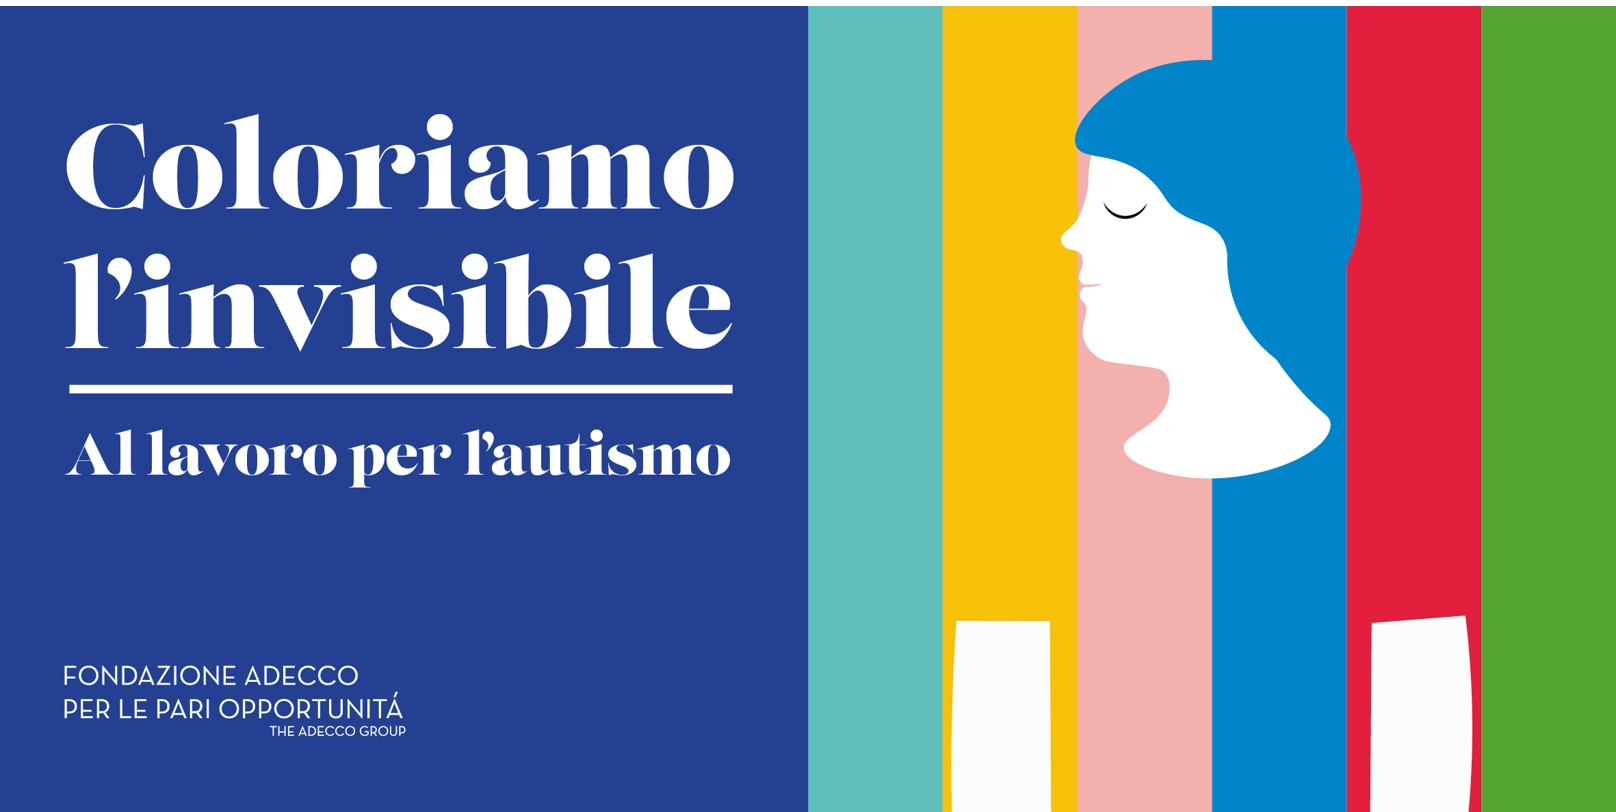 Coloriamo
l’invisibile
Al lavoro per l’autismo
FONDAZIONE ADECCO
PER LE PARI OPPORTUNITÁ
THE ADECCO GROUP